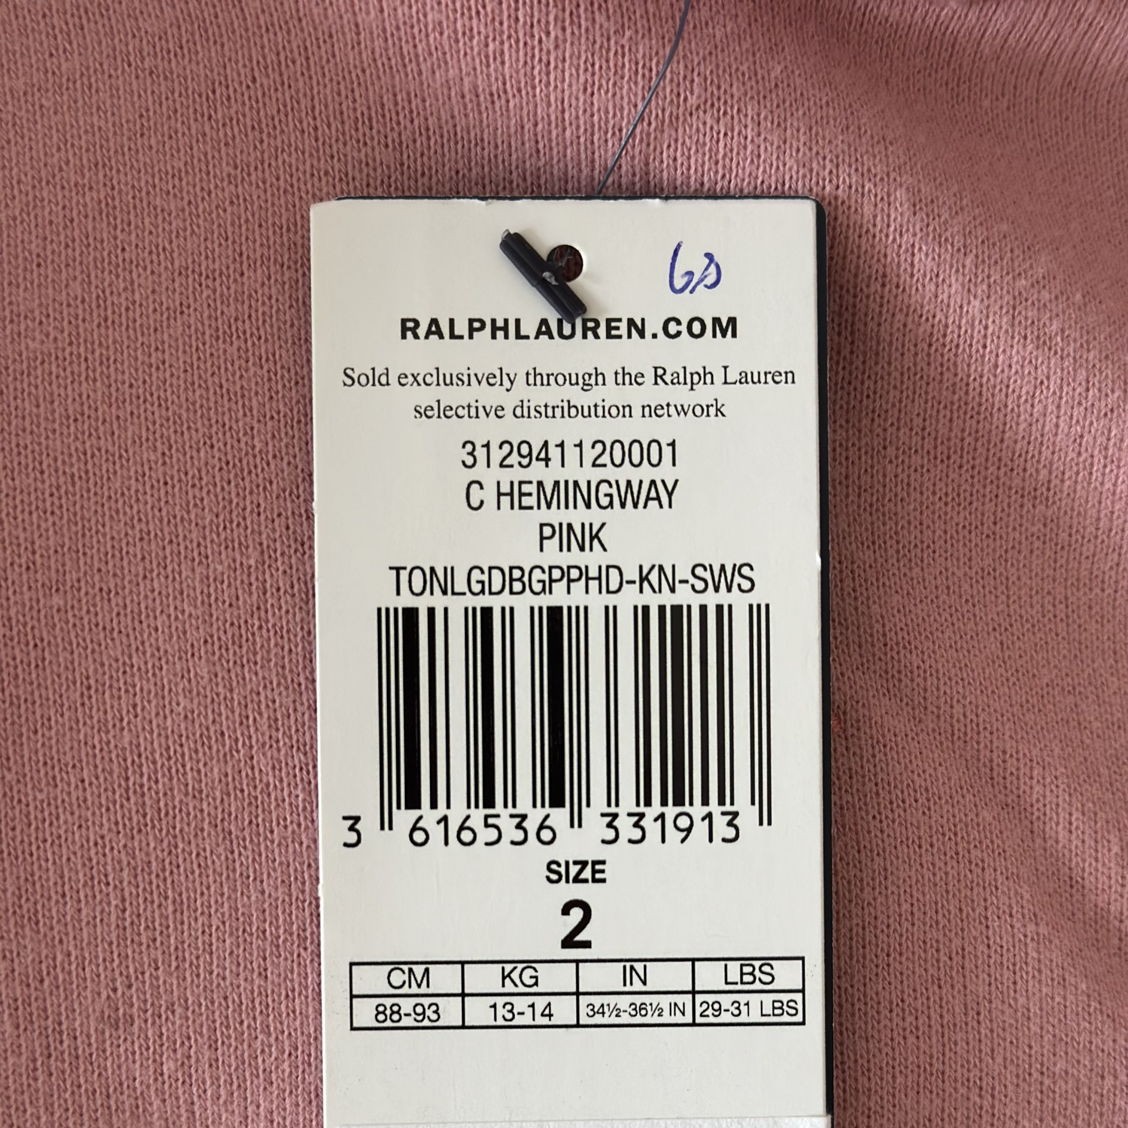 RALPHLAUREN.COM
Sold exclusively through the Ralph Lauren
selective distribution network
312941120001
C HEMINGWAY
PINK
TONLGDBGPPHD-KN-SWS
3 616536 331913
SIZE
2
CM KG IN LBS
88-93 13-14 34½-36½ IN 29-31 LBS